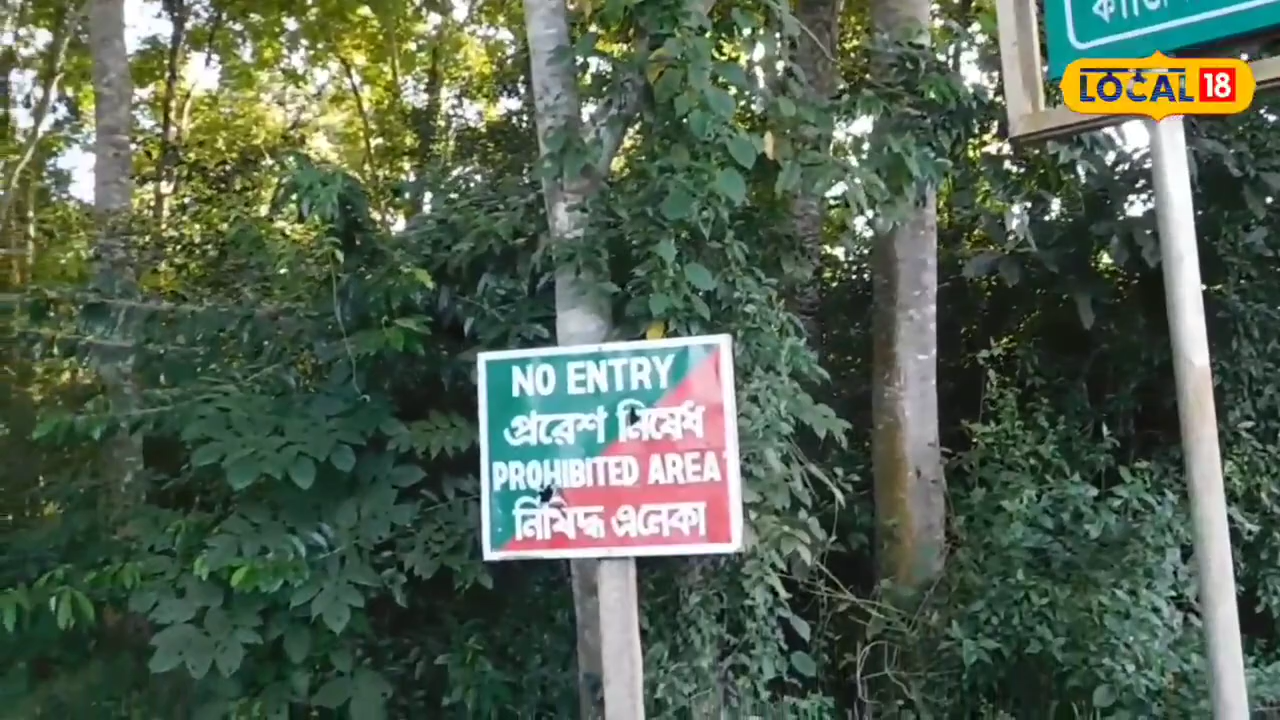 LOCAL 18
NO ENTRY
প্রবেশ নিষেধ
PROHIBITED AREA
নিষিদ্ধ এলেকা